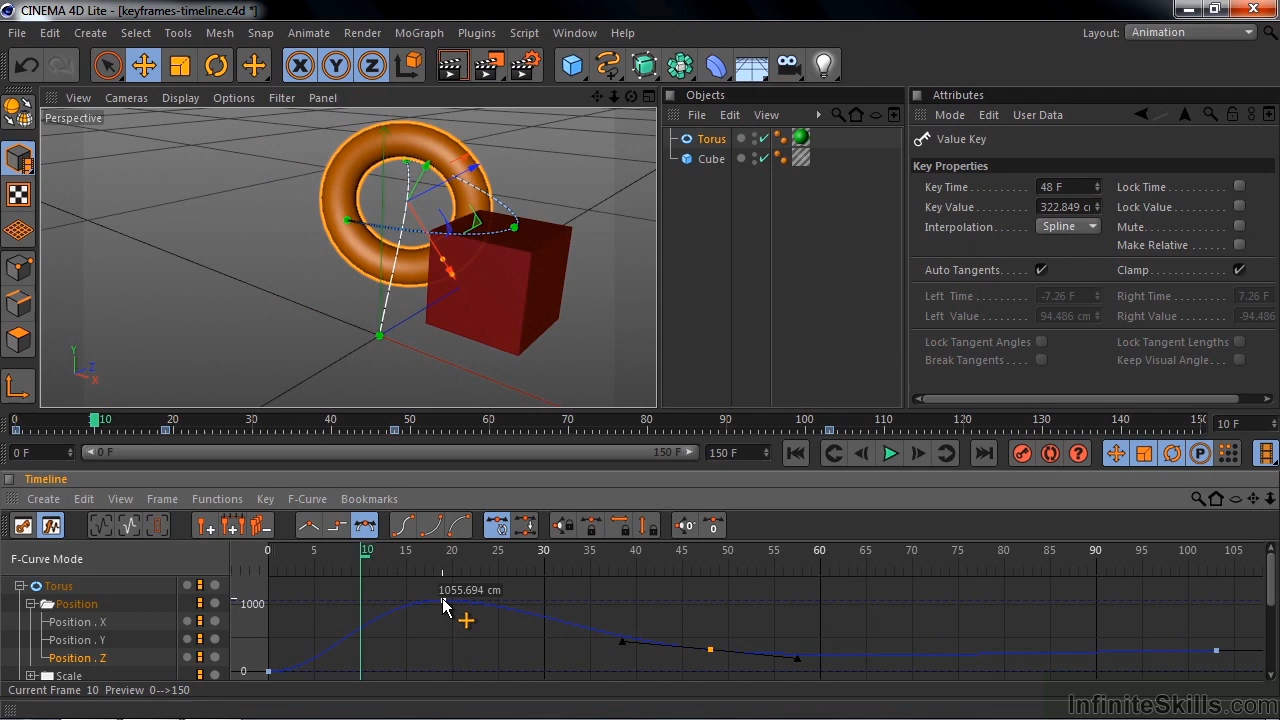 CINEMA 4D Lite - [keyframes-timeline.c4d *]
File Edit Create Select Tools Mesh Snap Animate Render MoGraph Plugins Script Window Help Layout: Animation
X Y Z
View Cameras Display Options Filter Panel
Perspective
Y
Z
X
Objects
File Edit View
Torus
Cube
Attributes
Mode Edit User Data
Value Key
Key Properties
Key Time 48 F Lock Time
Key Value 322.849 Lock Value
Interpolation Spline Mute
Make Relative
Auto Tangents Clamp
Left Time -7.26 F Right Time 7.26 F
Left Value 94.486 cm Right Value -94.486
Lock Tangent Angles Lock Tangent Lengths
Break Tangents Keep Visual Angle
0 10 20 30 40 50 60 70 80 90 100 110 120 130 140 150 10 F
0 F 0 F 150 F 150 F P
Timeline
Create Edit View Frame Functions Key F-Curve Bookmarks
F-Curve Mode
0 5 10 15 20 25 30 35 40 45 50 55 60 65 70 75 80 85 90 95 100 105
Torus
Position
Position . X
Position . Y
Position . Z
Scale
1055.694 cm
1000
0
Current Frame 10 Preview 0-->150
InfiniteSkills.com